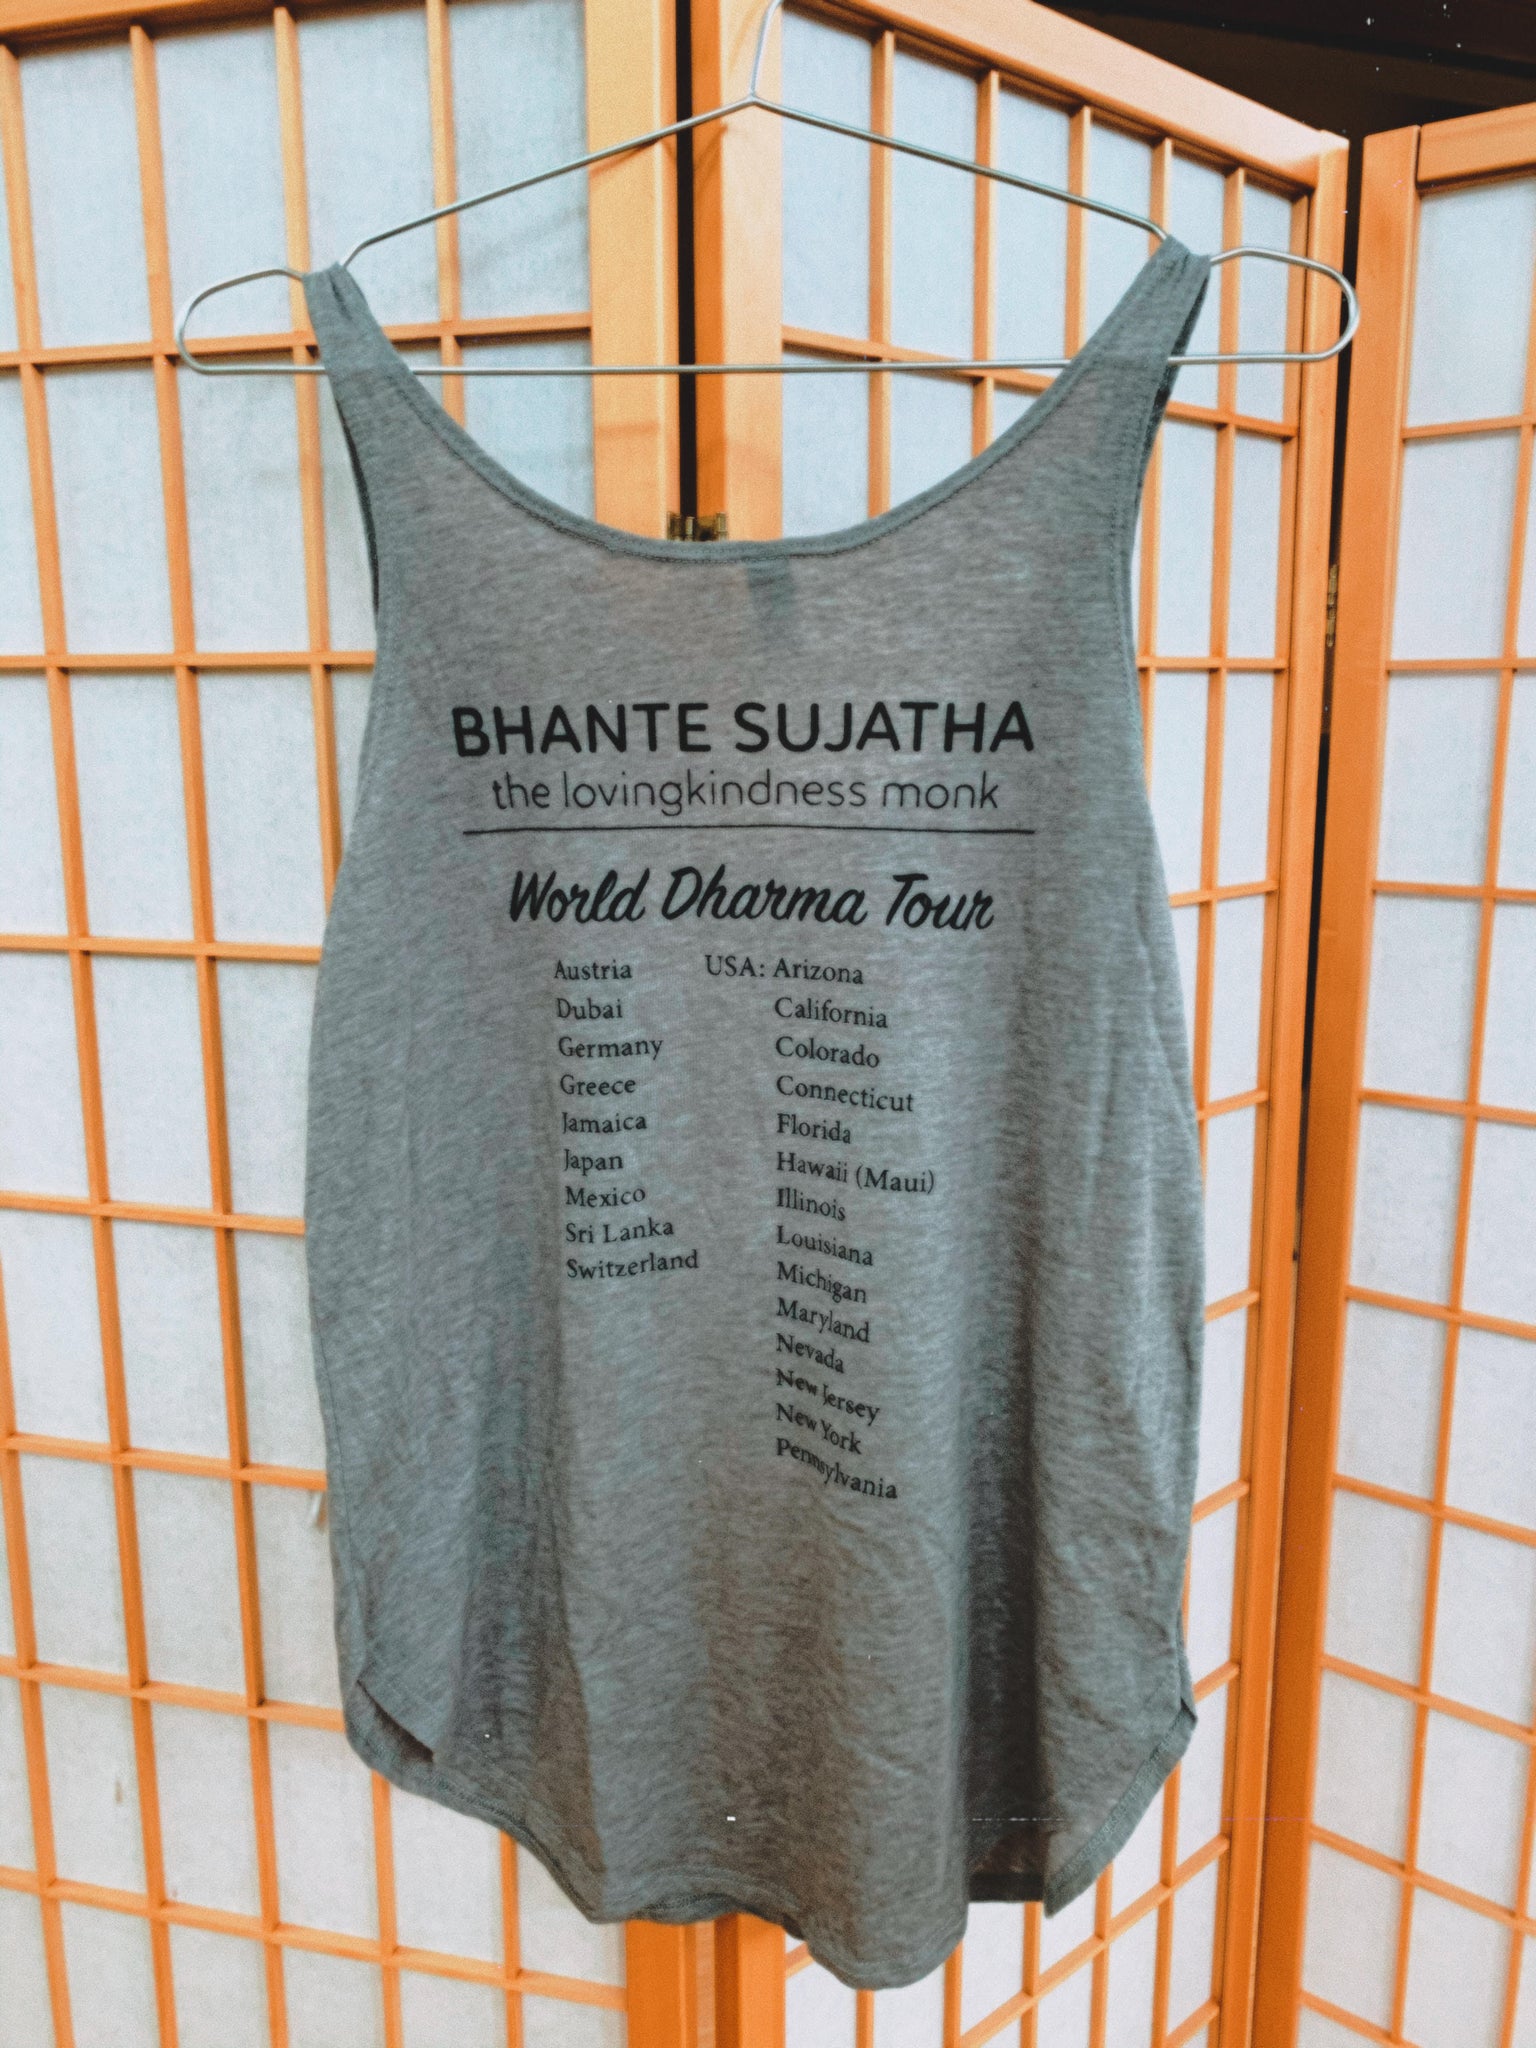 BHANTE SUJATHA
the lovingkindness monk
World Dharma Tour
Austria
Dubai
Germany
Greece
Jamaica
Japan
Mexico
Sri Lanka
Switzerland
USA: Arizona
California
Colorado
Connecticut
Florida
Hawaii (Maui)
Illinois
Louisiana
Michigan
Maryland
Nevada
New Jersey
New York
Pennsylvania